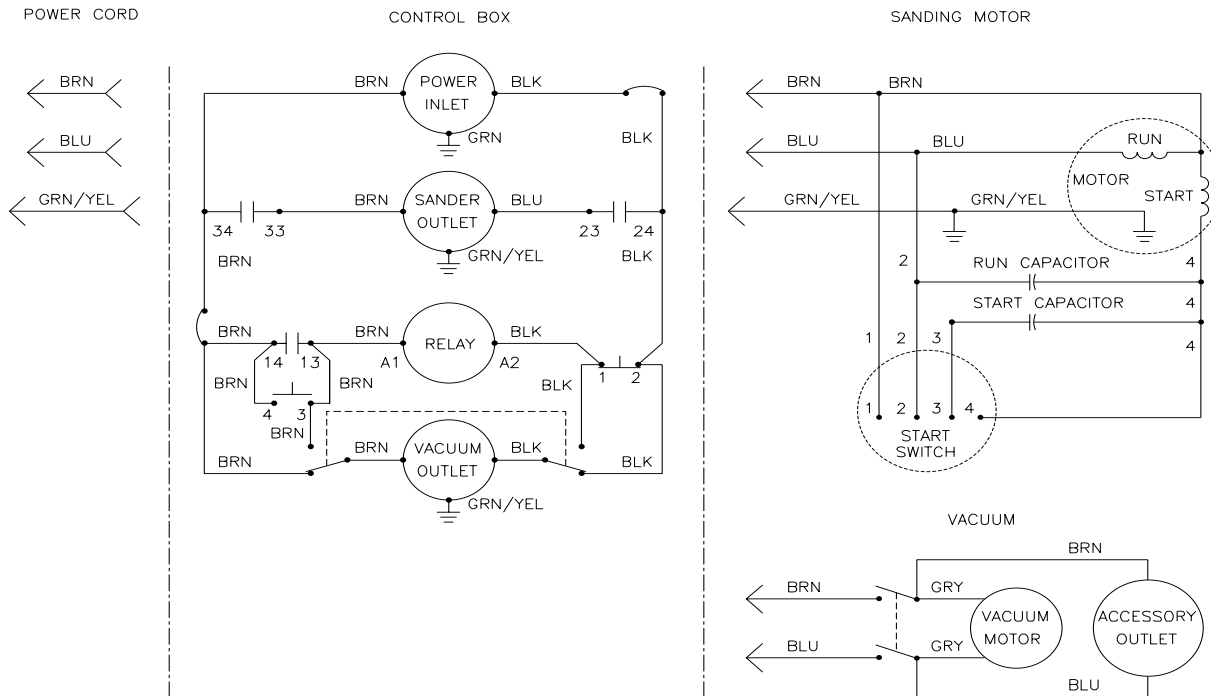 POWER CORD
BRN
BLU
GRN/YEL
CONTROL BOX
BRN
POWER
INLET
BLK
GRN
BLK
BRN
SANDER
OUTLET
BLU
34
33
23
24
GRN/YEL
BRN
BLK
BRN
BRN
RELAY
BLK
14
13
A1
A2
1
2
BRN
BRN
BLK
4
3
BRN
BRN
BRN
VACUUM
OUTLET
BLK
BLK
GRN/YEL
SANDING MOTOR
BRN
BRN
BLU
BLU
RUN
MOTOR
START
GRN/YEL
GRN/YEL
2
RUN CAPACITOR
4
START CAPACITOR
4
1
2
3
4
1
2
3
4
START
SWITCH
VACUUM
BRN
BRN
GRY
VACUUM
MOTOR
ACCESSORY
OUTLET
BLU
GRY
BLU